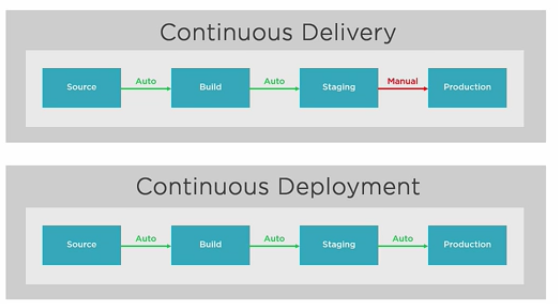 Continuous Delivery
Auto Auto Manual
Source Build Staging Production
Continuous Deployment
Auto Auto Auto
Source Build Staging Production